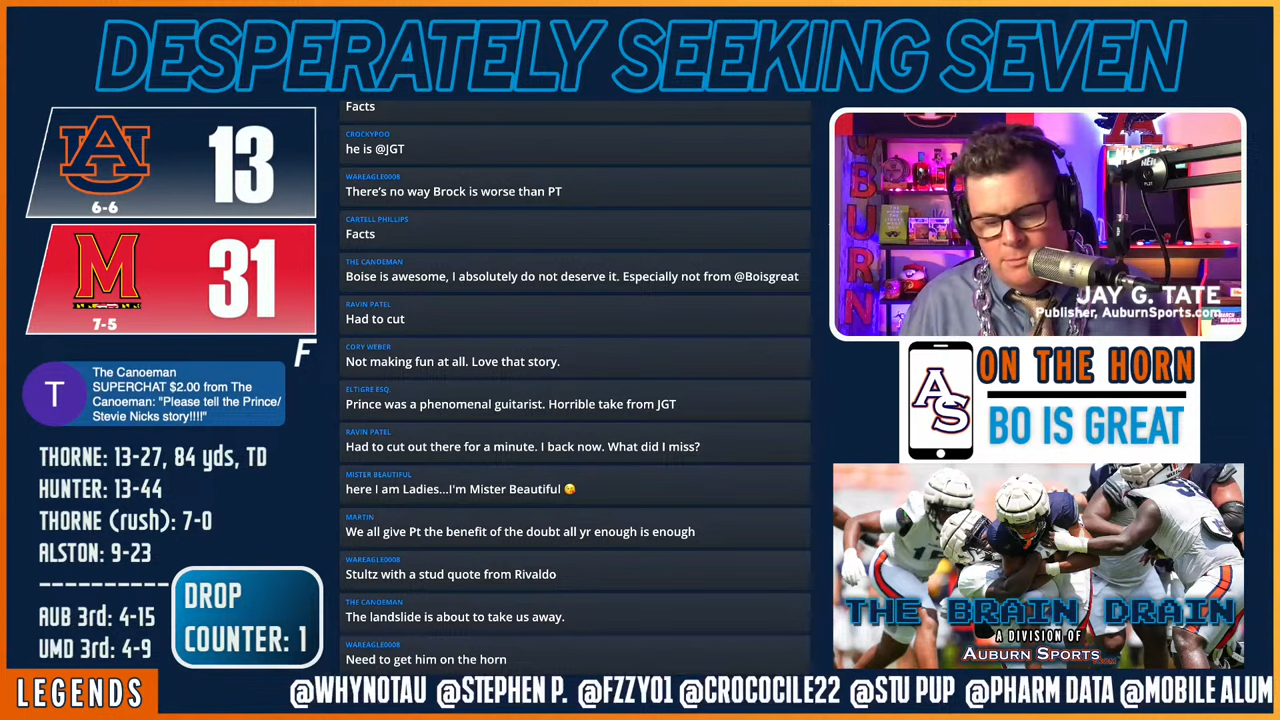 DESPERATELY SEEKING SEVEN
13
6-6
31
7-5
F
T
The Canoeman
SUPERCHAT $2.00 from The
Canoeman: "Please tell the Prince/
Stevie Nicks story!!!!"
THORNE: 13-27, 84 yds, TD
HUNTER: 13-44
THORNE (rush): 7-0
ALSTON: 9-23
----------
AUB 3rd: 4-15
UMD 3rd: 4-9
DROP
COUNTER: 1
Facts
CROCKYPOO
he is @JGT
WAREAGLE0008
There's no way Brock is worse than PT
CARTELL PHILLIPS
Facts
THE CANOEMAN
Boise is awesome, I absolutely do not deserve it. Especially not from @Boisgreat
RAVIN PATEL
Had to cut
CORY WEBER
Not making fun at all. Love that story.
ELTIGRE ESQ.
Prince was a phenomenal guitarist. Horrible take from JGT
RAVIN PATEL
Had to cut out there for a minute. I back now. What did I miss?
MISTER BEAUTIFUL
here I am Ladies...I'm Mister Beautiful 😘
MARTIN
We all give Pt the benefit of the doubt all yr enough is enough
WAREAGLE0008
Stultz with a stud quote from Rivaldo
THE CANOEMAN
The landslide is about to take us away.
WAREAGLE0008
Need to get him on the horn
JAY G. TATE
Publisher, AuburnSports.com
AS
ON THE HORN
BO IS GREAT
THE BRAIN DRAIN
A DIVISION OF
AUBURN SPORTS.COM
LEGENDS
@WHYNOTAU @STEPHEN P. @FZZY01 @CROCOCILE22 @STU PUP @PHARM DATA @MOBILE ALUM